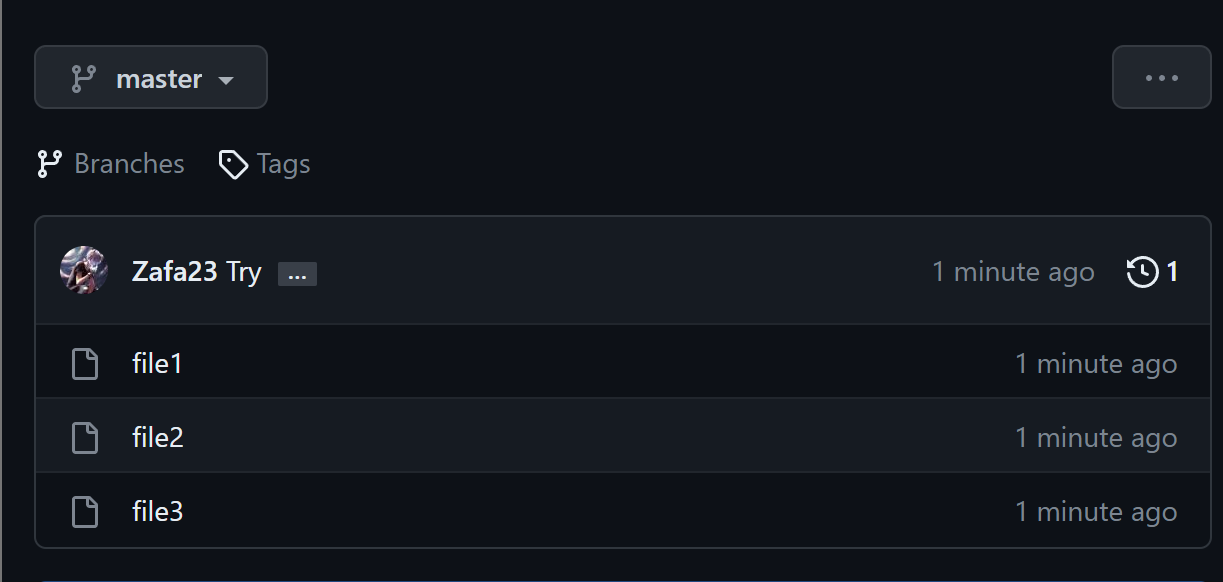 master ...
Branches Tags
Zafa23 Try ... 1 minute ago 1
file1 1 minute ago
file2 1 minute ago
file3 1 minute ago